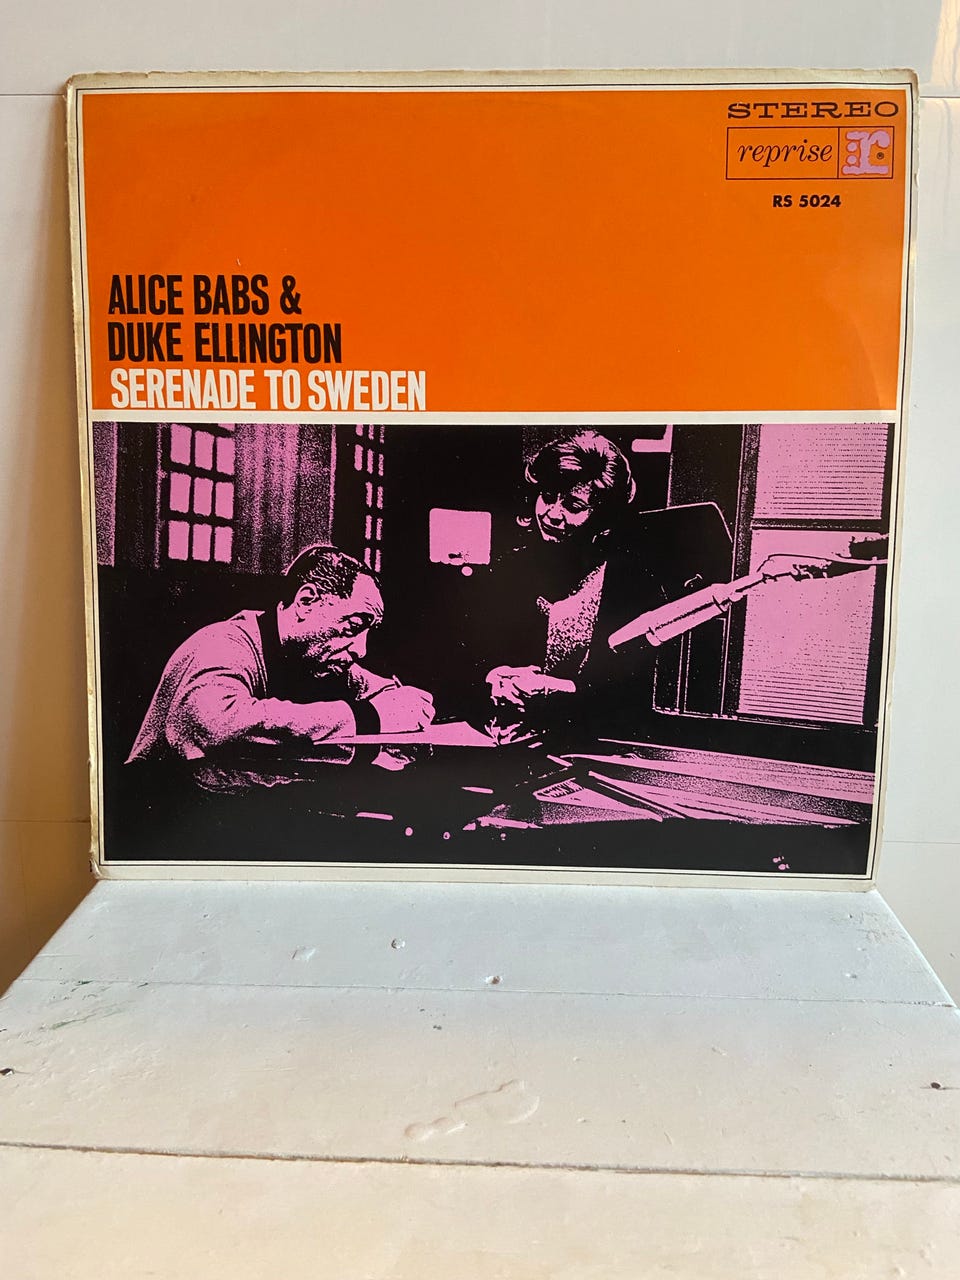 STEREO
reprise r
RS 5024
ALICE BABS &
DUKE ELLINGTON
SERENADE TO SWEDEN